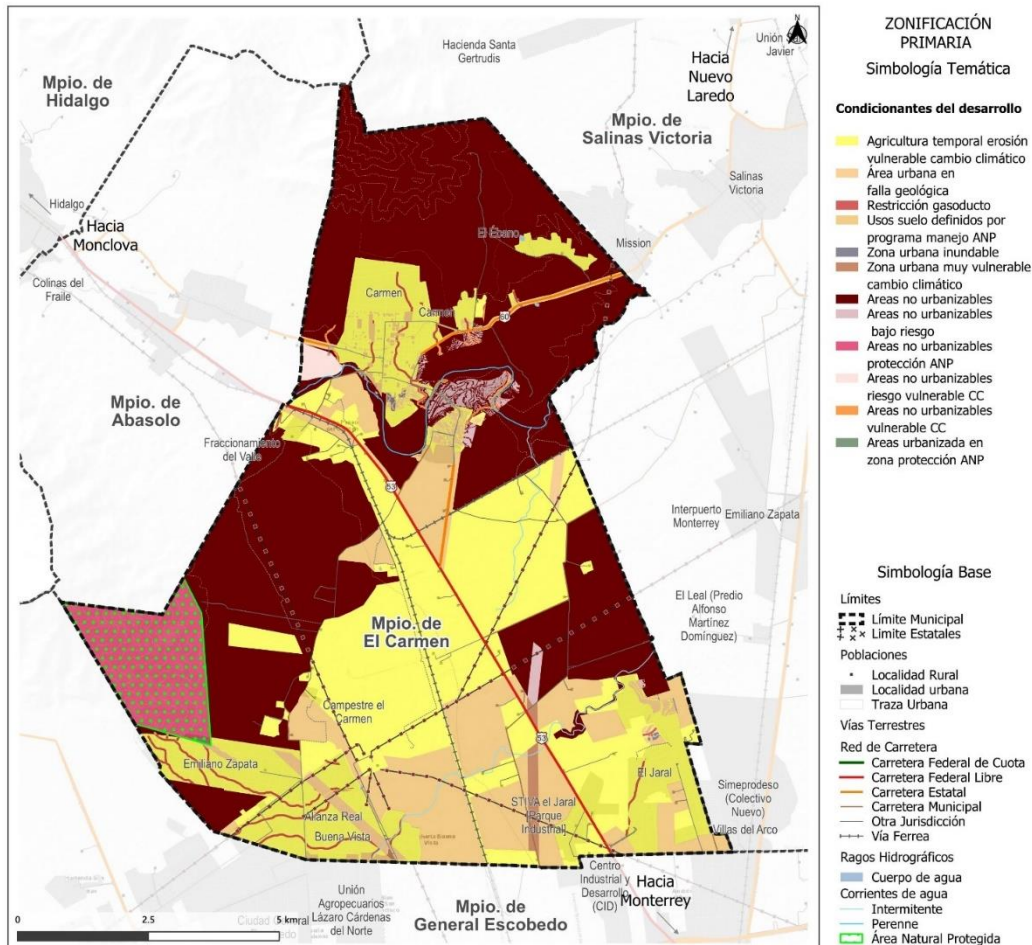 Hacienda Santa
Gertrudis
Hacia
Nuevo
Laredo
N
Mpio. de
Hidalgo
Mpio. de
Salinas Victoria
Salinas
Victoria
Hidalgo
Hacia
Monclova
El Ébano
Mission
Colinas del
Fraile
Carmen
Carmen
Mpio. de
Abasolo
Fraccionamiento
del Valle
53
Interpuerto
Monterrey
Emiliano Zapata
El Leal (Predio
Alfonso
Martínez
Domínguez)
Mpio. de
El Carmen
Campestre el
Carmen
53
Emiliano Zapata
El Jaral
Simeprodeso
(Colectivo
Nuevo)
STIVA el Jaral
(Parque
Industrial)
Alianza Real
Buena Vista
Villas del Arco
Centro
Industrial y
Desarrollo
(CID)
Hacia
Monterrey
Unión
Agropecuarios
Lázaro Cárdenas
del Norte
Mpio. de
General Escobedo
0 2.5 5 km
ZONIFICACIÓN
PRIMARIA
Simbología Temática
Condicionantes del desarrollo
Agricultura temporal erosión
vulnerable cambio climático
Área urbana en
falla geológica
Restricción gasoducto
Usos suelo definidos por
programa manejo ANP
Zona urbana inundable
Zona urbana muy vulnerable
cambio climático
Areas no urbanizables
Areas no urbanizables
bajo riesgo
Areas no urbanizables
protección ANP
Areas no urbanizables
riesgo vulnerable CC
Areas no urbanizables
vulnerable CC
Areas urbanizada en
zona protección ANP
Simbología Base
Límites
Límite Municipal
Limite Estatales
Poblaciones
Localidad Rural
Localidad urbana
Traza Urbana
Vías Terrestres
Red de Carretera
Carretera Federal de Cuota
Carretera Federal Libre
Carretera Estatal
Carretera Municipal
Otra Jurisdicción
Vía Ferrea
Ragos Hidrográficos
Cuerpo de agua
Corrientes de agua
Intermitente
Perenne
Área Natural Protegida